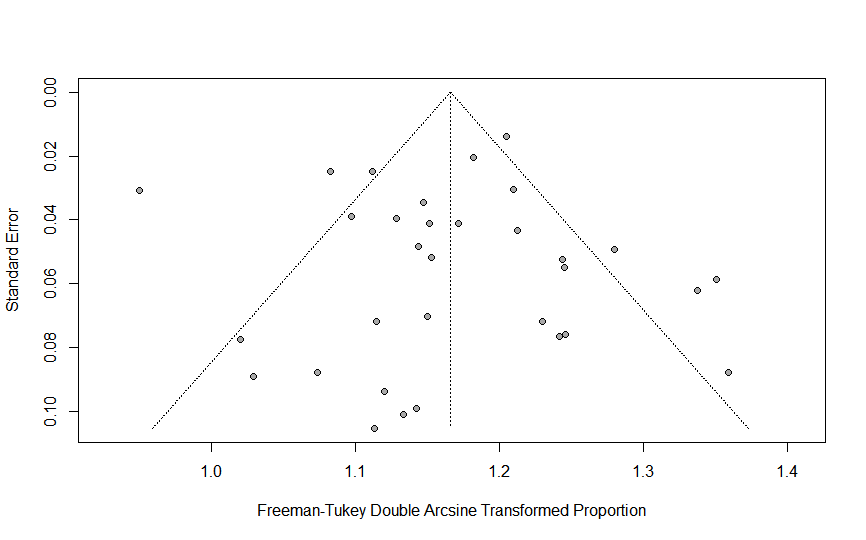 0.00
0.02
0.04
0.06
0.08
0.10
Standard Error
1.0 1.1 1.2 1.3 1.4
Freeman-Tukey Double Arcsine Transformed Proportion